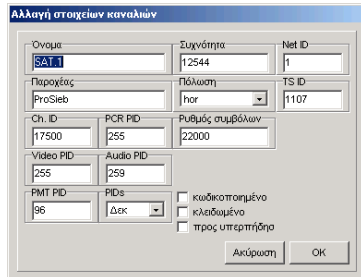 Αλλαγή στοιχείων καναλιών
Όνομα Συχνότητα Net ID
SAT.1 12544 1
Παροχέας Πόλωση TS ID
ProSieb hor 1107
Ch. ID PCR PID Ρυθμός συμβόλων
17500 255 22000
Video PID Audio PID
255 259
PMT PID PIDs
96 Δεκ
κωδικοποιημένο
κλειδωμένο
προς υπερπήδησ
Ακύρωση OK